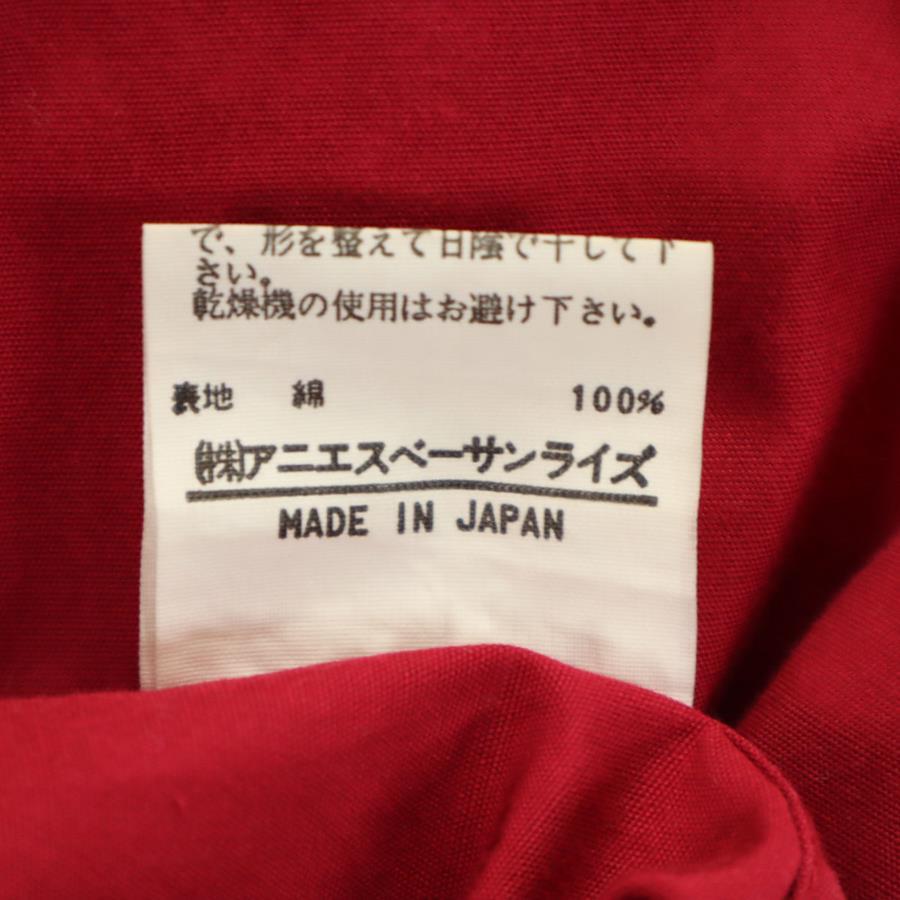 で、形を整えて日陰で干して下
さい。
乾燥機の使用はお避け下さい。
表地 綿 100%
(株)アニエスベーサンライズ
MADE IN JAPAN